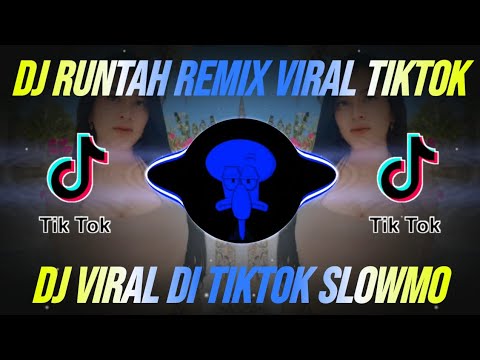 DJ RUNTAH REMIX VIRAL TIKTOK
Tik Tok
Tik Tok
DJ VIRAL DI TIKTOK SLOWMO